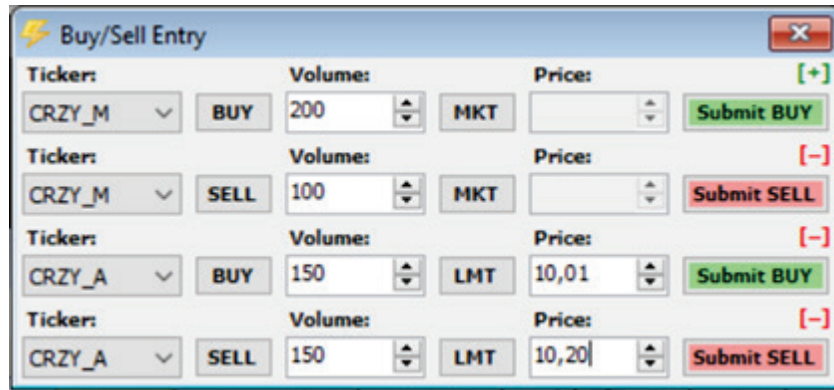 Buy/Sell Entry
Ticker: Volume: Price: [+]
CRZY_M BUY 200 MKT Submit BUY
Ticker: Volume: Price: [−]
CRZY_M SELL 100 MKT Submit SELL
Ticker: Volume: Price: [−]
CRZY_A BUY 150 LMT 10,01 Submit BUY
Ticker: Volume: Price: [−]
CRZY_A SELL 150 LMT 10,20 Submit SELL